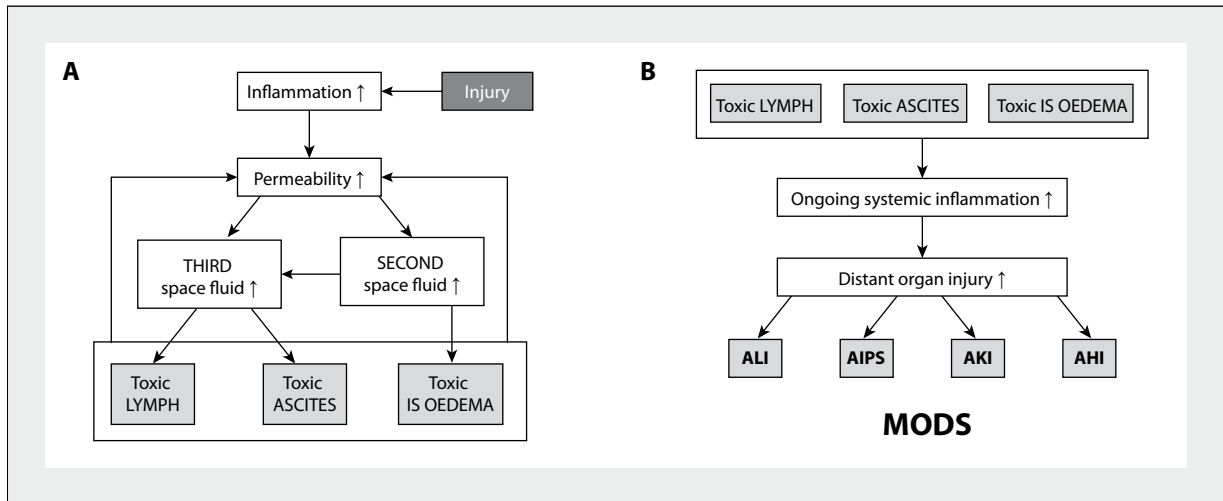 A
Inflammation ↑
Injury
Permeability ↑
THIRD
space fluid ↑
SECOND
space fluid ↑
Toxic
LYMPH
Toxic
ASCITES
Toxic
IS OEDEMA
B
Toxic LYMPH
Toxic ASCITES
Toxic IS OEDEMA
Ongoing systemic inflammation ↑
Distant organ injury ↑
ALI
AIPS
AKI
AHI
MODS